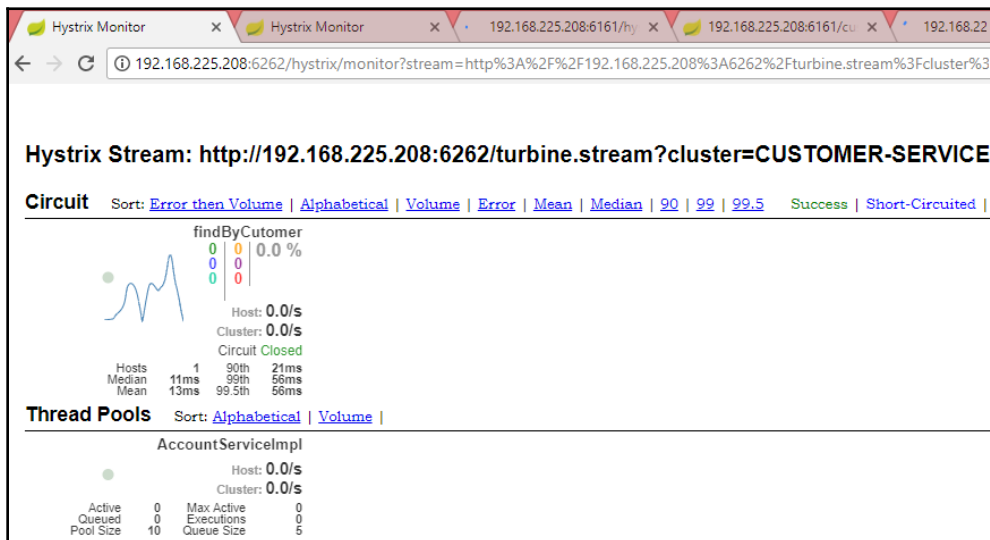 Hystrix Monitor Hystrix Monitor 192.168.225.208:6161/hy 192.168.225.208:6161/cu 192.168.22
192.168.225.208:6262/hystrix/monitor?stream=http%3A%2F%2F192.168.225.208%3A6262%2Fturbine.stream%3Fcluster%3
Hystrix Stream: http://192.168.225.208:6262/turbine.stream?cluster=CUSTOMER-SERVICE
Circuit Sort: Error then Volume | Alphabetical | Volume | Error | Mean | Median | 90 | 99 | 99.5 Success | Short-Circuited |
findByCutomer
0 | 0 | 0.0 %
0 0
0 0
Host: 0.0/s
Cluster: 0.0/s
Circuit Closed
Hosts 1 90th 21ms
Median 11ms 99th 56ms
Mean 13ms 99.5th 56ms
Thread Pools Sort: Alphabetical | Volume |
AccountServiceImpl
Host: 0.0/s
Cluster: 0.0/s
Active 0 Max Active 0
Queued 0 Executions 0
Pool Size 10 Queue Size 5